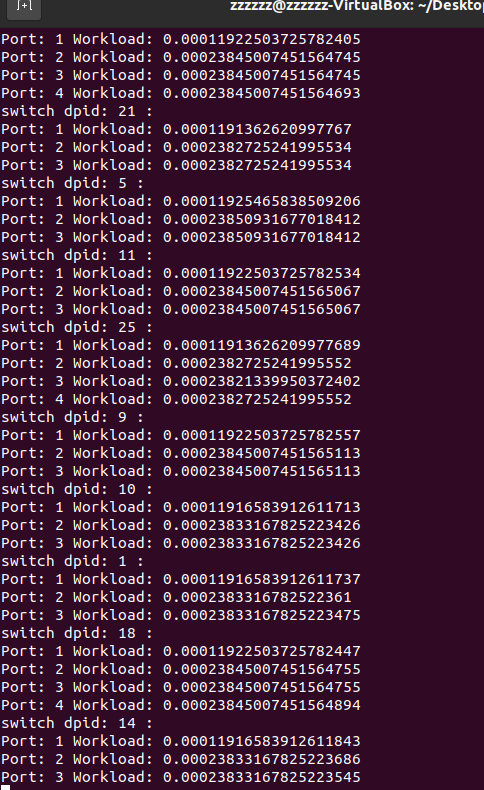 zzzzzz@zzzzzz-VirtualBox: ~/Deskto
Port: 1 Workload: 0.00011922503725782405
Port: 2 Workload: 0.00023845007451564745
Port: 3 Workload: 0.00023845007451564745
Port: 4 Workload: 0.00023845007451564693
switch dpid: 21 :
Port: 1 Workload: 0.0001191362620997767
Port: 2 Workload: 0.0002382725241995534
Port: 3 Workload: 0.0002382725241995534
switch dpid: 5 :
Port: 1 Workload: 0.00011925465838509206
Port: 2 Workload: 0.00023850931677018412
Port: 3 Workload: 0.00023850931677018412
switch dpid: 11 :
Port: 1 Workload: 0.00011922503725782534
Port: 2 Workload: 0.00023845007451565067
Port: 3 Workload: 0.00023845007451565067
switch dpid: 25 :
Port: 1 Workload: 0.00011913626209977689
Port: 2 Workload: 0.0002382725241995552
Port: 3 Workload: 0.00023821339950372402
Port: 4 Workload: 0.0002382725241995552
switch dpid: 9 :
Port: 1 Workload: 0.00011922503725782557
Port: 2 Workload: 0.00023845007451565113
Port: 3 Workload: 0.00023845007451565113
switch dpid: 10 :
Port: 1 Workload: 0.00011916583912611713
Port: 2 Workload: 0.00023833167825223426
Port: 3 Workload: 0.00023833167825223426
switch dpid: 1 :
Port: 1 Workload: 0.00011916583912611737
Port: 2 Workload: 0.0002383316782522361
Port: 3 Workload: 0.00023833167825223475
switch dpid: 18 :
Port: 1 Workload: 0.00011922503725782447
Port: 2 Workload: 0.00023845007451564755
Port: 3 Workload: 0.00023845007451564755
Port: 4 Workload: 0.00023845007451564894
switch dpid: 14 :
Port: 1 Workload: 0.00011916583912611843
Port: 2 Workload: 0.00023833167825223686
Port: 3 Workload: 0.00023833167825223545